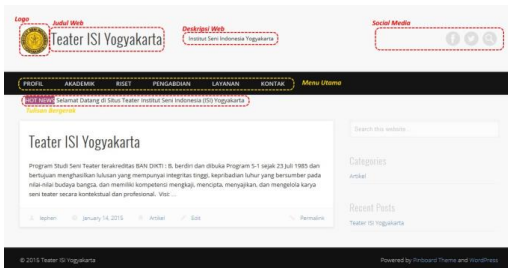 Logo
Judul Web
Teater ISI Yogyakarta
Deskripsi Web
Institut Seni Indonesia Yogyakarta
Social Media
PROFIL AKADEMIK RISET PENGABDIAN LAYANAN KONTAK Menu Utama
HOT NEWS Selamat Datang di Situs Teater Institut Seni Indonesia (ISI) Yogyakarta
Tulisan Bergerak
Search this website…
Teater ISI Yogyakarta
Program Studi Seni Teater terakreditas BAN DIKTI : B, berdiri dan dibuka Program S-1 sejak 23 Juli 1985 dan
bertujuan menghasilkan lulusan yang mempunyai integritas tinggi, kepribadian luhur yang bersumber pada
nilai-nilai budaya bangsa, dan memiliki kompetensi mengkaji, mencipta, menyajikan, dan mengelola karya
seni teater secara kontekstual dan profesional. Visi: …
January 14, 2015 Artikel Edit Permalink
Categories
Artikel
Recent Posts
Teater ISI Yogyakarta
© 2015 Teater ISI Yogyakarta
Powered by Pinboard Theme and WordPress